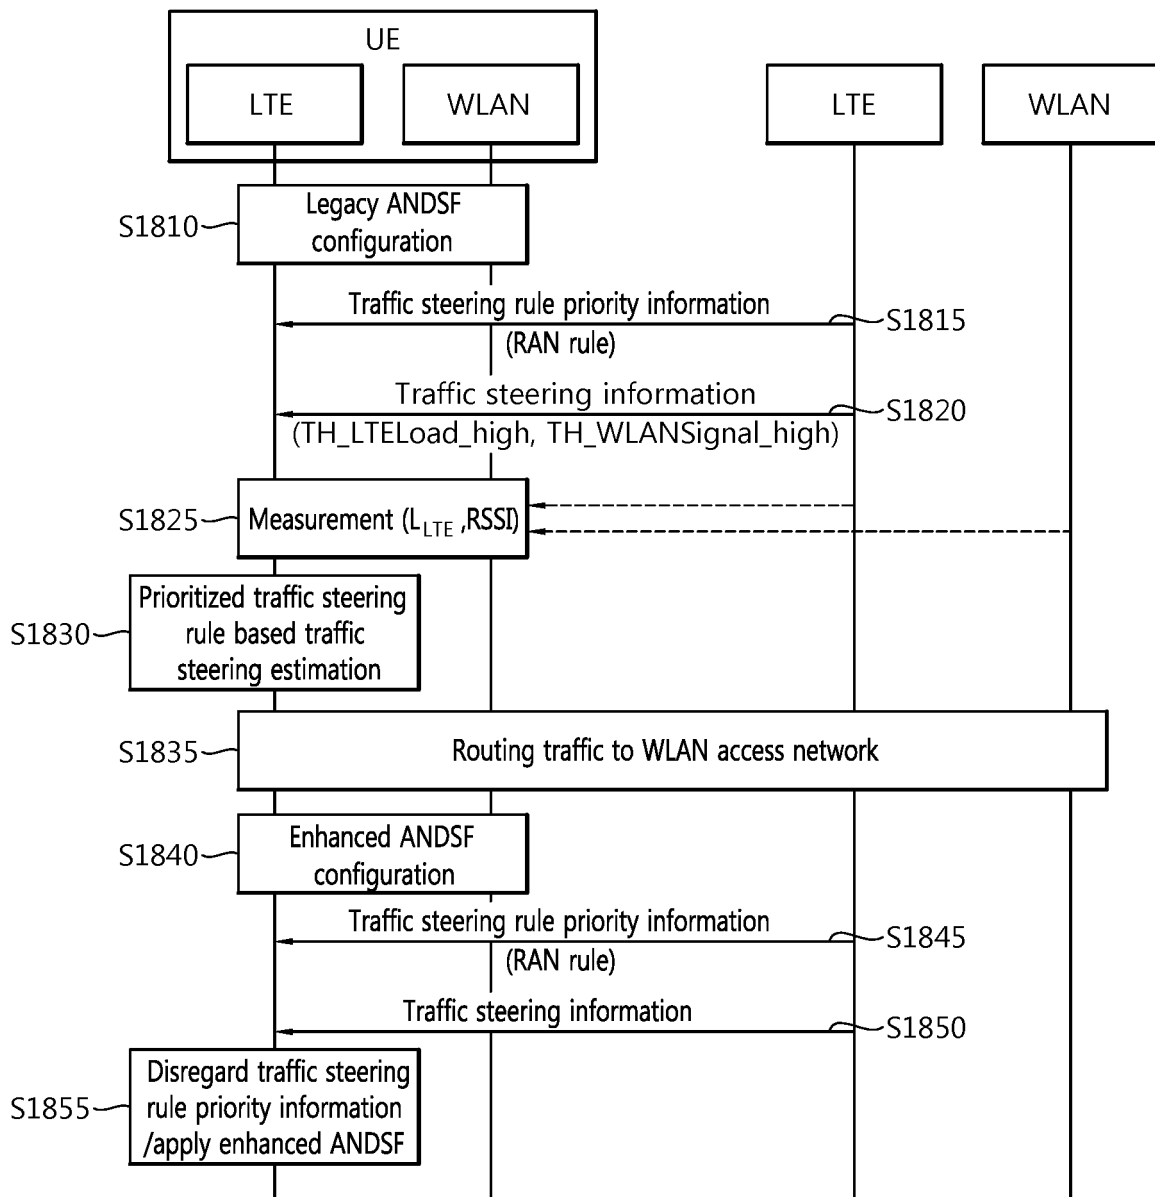 UE
LTE
WLAN
LTE
WLAN
S1810
Legacy ANDSF
configuration
Traffic steering rule priority information
S1815
(RAN rule)
Traffic steering information
S1820
(TH_LTELoad_high, TH_WLANSignal_high)
S1825
Measurement (LLTE ,RSSI)
S1830
Prioritized traffic steering
rule based traffic
steering estimation
S1835
Routing traffic to WLAN access network
S1840
Enhanced ANDSF
configuration
Traffic steering rule priority information
S1845
(RAN rule)
Traffic steering information
S1850
S1855
Disregard traffic steering
rule priority information
/apply enhanced ANDSF